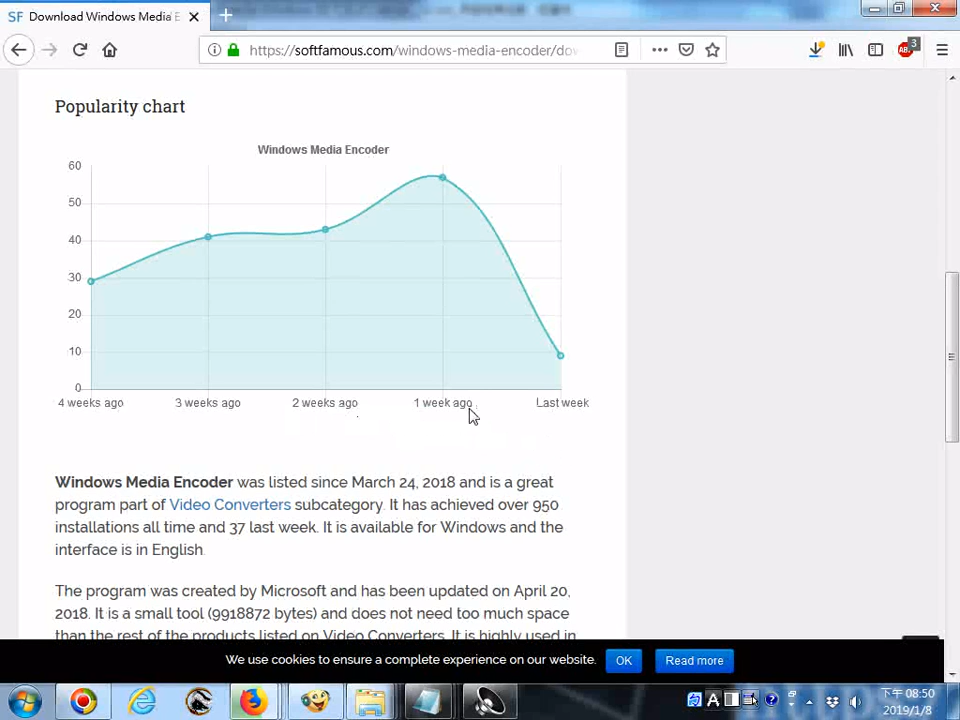 SF Download Windows Media E
https://softfamous.com/windows-media-encoder/do
3
Popularity chart
Windows Media Encoder
60
50
40
30
20
10
0
4 weeks ago 3 weeks ago 2 weeks ago 1 week ago Last week
Windows Media Encoder was listed since March 24, 2018 and is a great
program part of Video Converters subcategory. It has achieved over 950
installations all time and 37 last week. It is available for Windows and the
interface is in English.
The program was created by Microsoft and has been updated on April 20,
2018. It is a small tool (9918872 bytes) and does not need too much space
than the rest of the products listed on Video Converters. It is highly used in
We use cookies to ensure a complete experience on our website. OK Read more
A
下午 08:50
2019/1/8